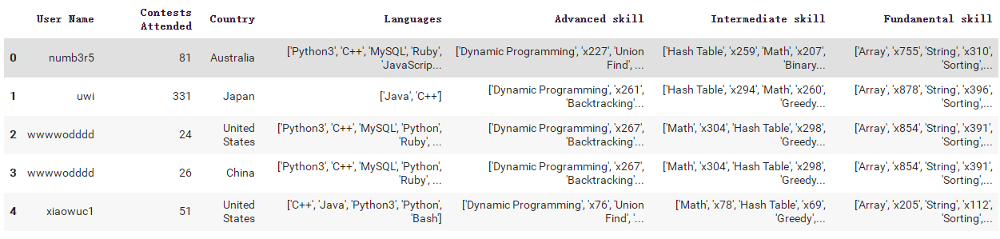 User Name Contests Attended Country Languages Advanced skill Intermediate skill Fundamental skill
0 numb3r5 81 Australia ['Python3', 'C++', 'MySQL', 'Ruby', 'JavaScrip... ['Dynamic Programming', 'x227', 'Union Find', ... ['Hash Table', 'x259', 'Math', 'x207', 'Binary... ['Array', 'x755', 'String', 'x310', 'Sorting',...
1 uwi 331 Japan ['Java', 'C++'] ['Dynamic Programming', 'x261', 'Backtracking'... ['Hash Table', 'x294', 'Math', 'x260', 'Greedy... ['Array', 'x878', 'String', 'x396', 'Sorting',...
2 wwwwodddd 24 United States ['Python3', 'C++', 'MySQL', 'Python', 'Ruby', ... ['Dynamic Programming', 'x267', 'Backtracking'... ['Math', 'x304', 'Hash Table', 'x298', 'Greedy... ['Array', 'x854', 'String', 'x391', 'Sorting',...
3 wwwwodddd 26 China ['Python3', 'C++', 'MySQL', 'Python', 'Ruby', ... ['Dynamic Programming', 'x267', 'Backtracking'... ['Math', 'x304', 'Hash Table', 'x298', 'Greedy... ['Array', 'x854', 'String', 'x391', 'Sorting',...
4 xiaowuc1 51 United States ['C++', 'Java', 'Python3', 'Python', 'Bash'] ['Dynamic Programming', 'x76', 'Union Find', '... ['Math', 'x78', 'Hash Table', 'x69', 'Greedy',... ['Array', 'x205', 'String', 'x112', 'Sorting',...